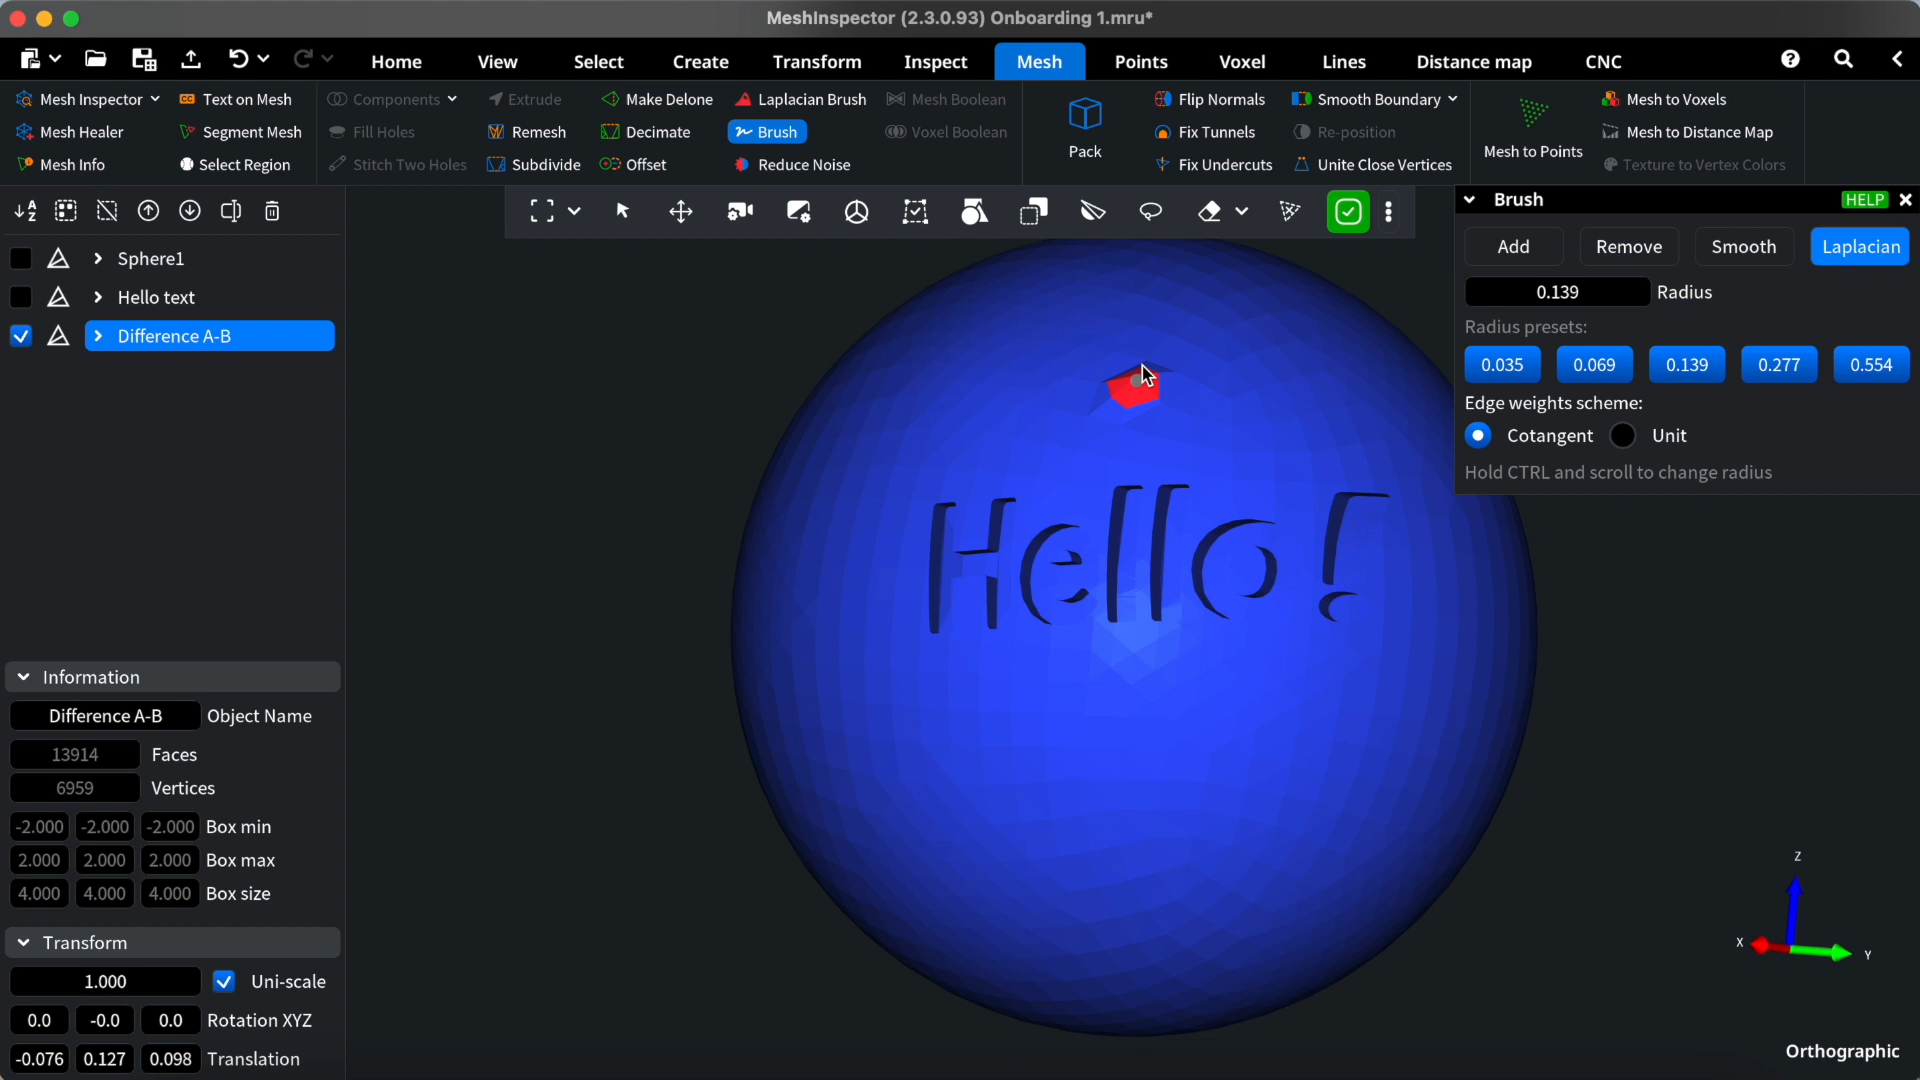 MeshInspector (2.3.0.93) Onboarding 1.mru*
Home View Select Create Transform Inspect Mesh Points Voxel Lines Distance map CNC
Mesh Inspector Text on Mesh Components Extrude Make Delone Laplacian Brush Mesh Boolean Flip Normals Smooth Boundary Mesh to Voxels
Mesh Healer Segment Mesh Fill Holes Remesh Decimate Brush Voxel Boolean Pack Fix Tunnels Re-position Mesh to Points Mesh to Distance Map
Mesh Info Select Region Stitch Two Holes Subdivide Offset Reduce Noise Fix Undercuts Unite Close Vertices Texture to Vertex Colors
Sphere1
Hello text
Difference A-B
Information
Difference A-B Object Name
13914 Faces
6959 Vertices
-2.000 -2.000 -2.000 Box min
2.000 2.000 2.000 Box max
4.000 4.000 4.000 Box size
Transform
1.000 Uni-scale
0.0 -0.0 0.0 Rotation XYZ
-0.076 0.127 0.098 Translation
Hello!
Brush HELP
Add Remove Smooth Laplacian
0.139 Radius
Radius presets:
0.035 0.069 0.139 0.277 0.554
Edge weights scheme:
Cotangent Unit
Hold CTRL and scroll to change radius
Z
X
Y
Orthographic